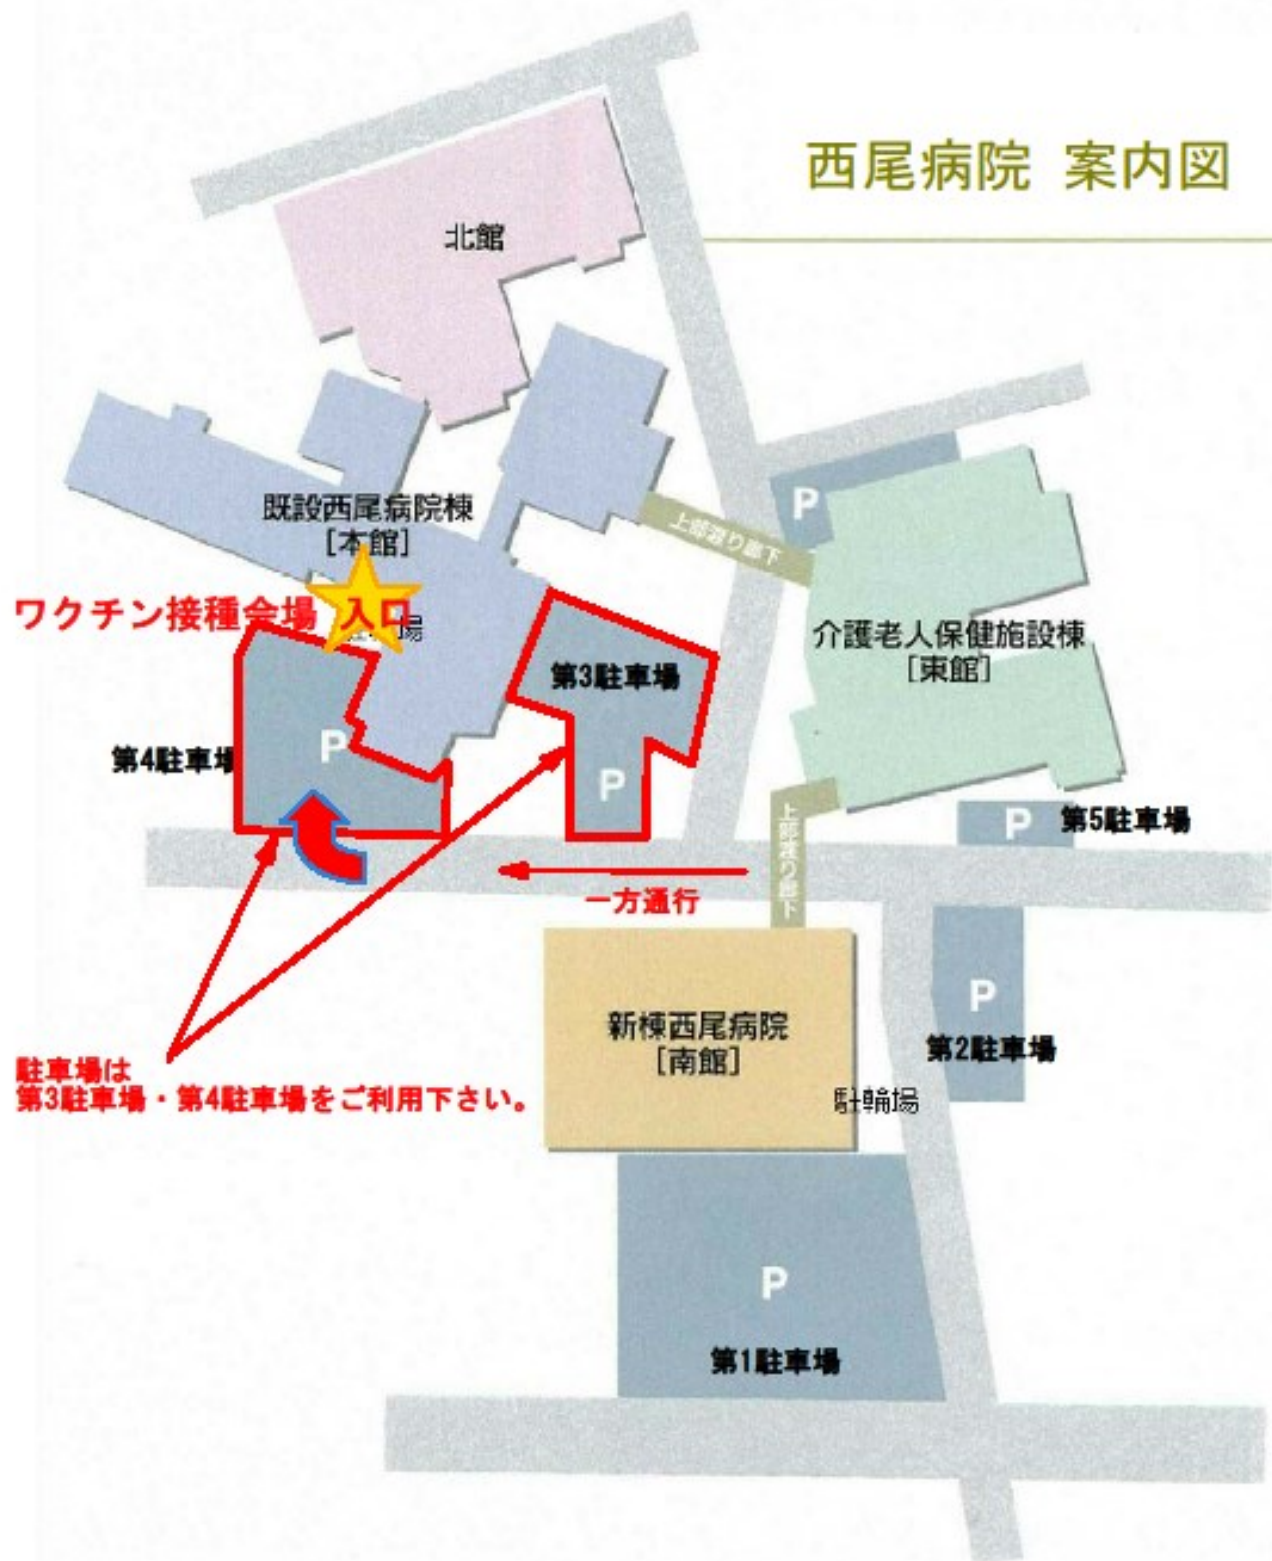 西尾病院 案内図
北館
P
上部渡り廊下
既設西尾病院棟
[本館]
ワクチン接種会場 入口
場
介護老人保健施設棟
[東館]
第3駐車場
P
第4駐車場
P
上部渡り廊下
P 第5駐車場
一方通行
P
第2駐車場
新棟西尾病院
[南館]
駐輪場
駐車場は
第3駐車場・第4駐車場をご利用下さい。
P
第1駐車場